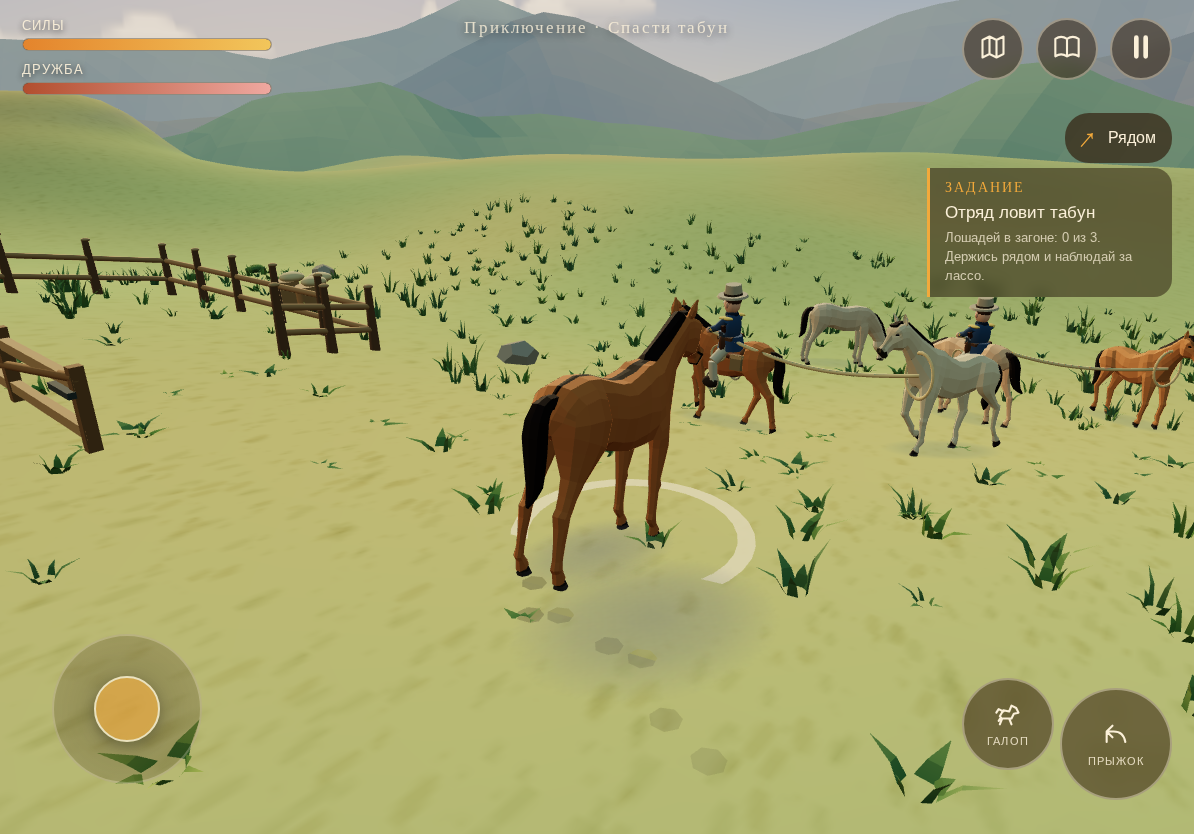 СИЛЫ
Приключение · Спасти табун
ДРУЖБА
Рядом
ЗАДАНИЕ
Отряд ловит табун
Лошадей в загоне: 0 из 3.
Держись рядом и наблюдай за
лассо.
ГАЛОП
ПРЫЖОК